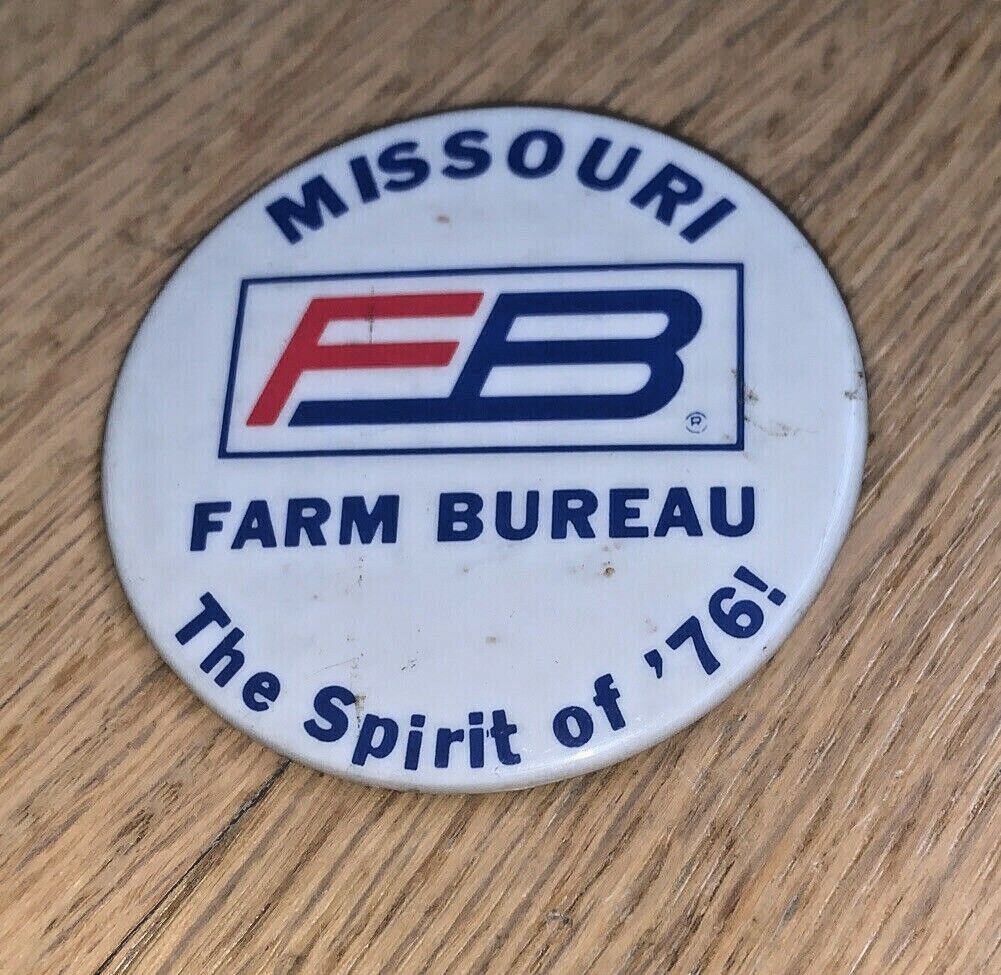 MISSOURI
FB
®
FARM BUREAU
The Spirit of '76!